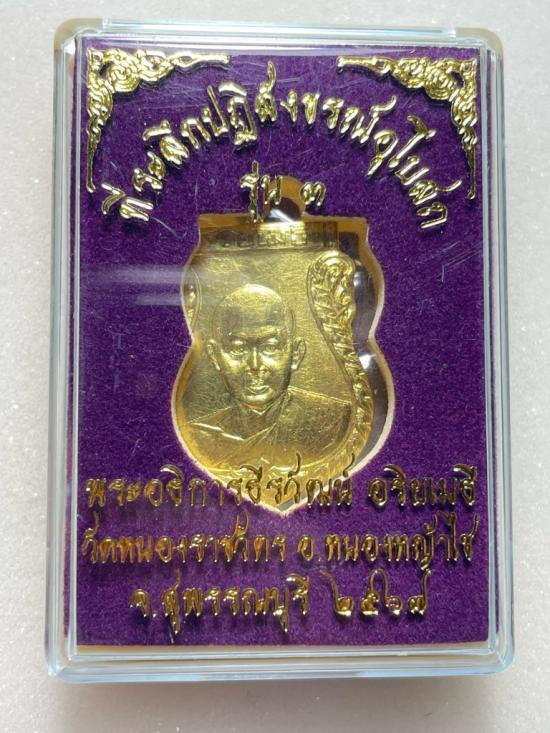 ที่ระลึกปฏิสังขรณ์อุโบสถ
รุ่น ๓
พระอธิการธีรวัฒน์ อริยเมธี
วัดหนองราชวัตร อ.หนองหญ้าไซ
จ.สุพรรณบุรี ๒๕๖๗